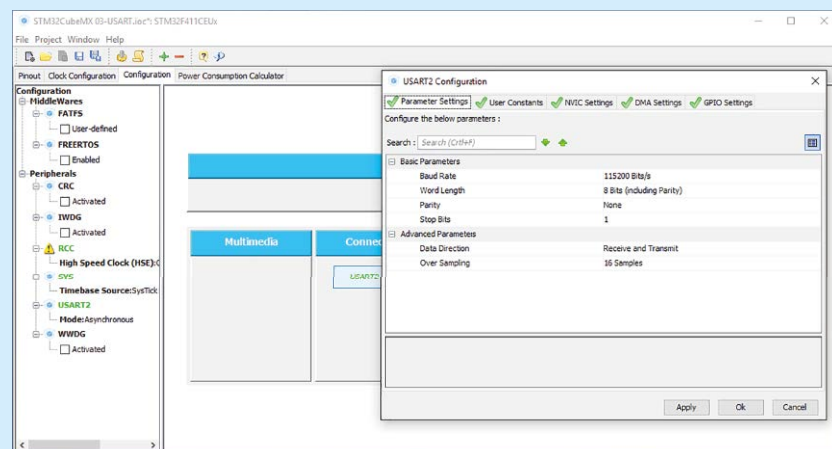 STM32CubeMX 03-USART.ioc*: STM32F411CEUx
File Project Window Help
Pinout Clock Configuration Configuration Power Consumption Calculator
Configuration
MiddleWares
FATFS
User-defined
FREERTOS
Enabled
Peripherals
CRC
Activated
IWDG
Activated
RCC
High Speed Clock (HSE):C
SYS
Timebase Source:SysTick
USART2
Mode:Asynchronous
WWDG
Activated
Multimedia
Connec
USART2
USART2 Configuration
Parameter Settings User Constants NVIC Settings DMA Settings GPIO Settings
Configure the below parameters :
Search : Search (Crtl+F)
Basic Parameters
Baud Rate 115200 Bits/s
Word Length 8 Bits (including Parity)
Parity None
Stop Bits 1
Advanced Parameters
Data Direction Receive and Transmit
Over Sampling 16 Samples
Apply Ok Cancel